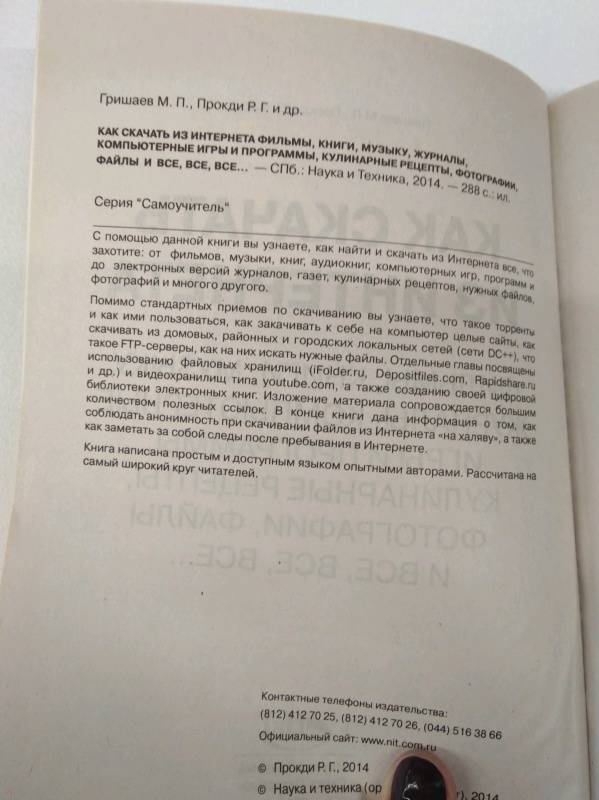 Гришаев М. П., Прокди Р. Г. и др.
КАК СКАЧАТЬ ИЗ ИНТЕРНЕТА ФИЛЬМЫ, КНИГИ, МУЗЫКУ, ЖУРНАЛЫ,
КОМПЬЮТЕРНЫЕ ИГРЫ И ПРОГРАММЫ, КУЛИНАРНЫЕ РЕЦЕПТЫ, ФОТОГРАФИИ,
ФАЙЛЫ И ВСЕ, ВСЕ, ВСЕ... — СПб.: Наука и Техника, 2014. — 288 с.: ил.
Серия "Самоучитель"
С помощью данной книги вы узнаете, как найти и скачать из Интернета все, что
захотите: от фильмов, музыки, книг, аудиокниг, компьютерных игр, программ и
до электронных версий журналов, газет, кулинарных рецептов, нужных файлов,
фотографий и многого другого.
Помимо стандартных приемов по скачиванию вы узнаете, что такое торренты
и как ими пользоваться, как закачивать к себе на компьютер целые сайты, как
скачивать из домовых, районных и городских локальных сетей (сети DC++), что
такое FTP-серверы, как на них искать нужные файлы. Отдельные главы посвящены
использованию файловых хранилищ (iFolder.ru, Depositfiles.com, Rapidshare.ru
и др.) и видеохранилищ типа youtube.com, а также созданию своей цифровой
библиотеки электронных книг. Изложение материала сопровождается большим
количеством полезных ссылок. В конце книги дана информация о том, как
соблюдать анонимность при скачивании файлов из Интернета «на халяву», а также
как заметать за собой следы после пребывания в Интернете.
Книга написана простым и доступным языком опытными авторами. Рассчитана на
самый широкий круг читателей.
Контактные телефоны издательства:
(812) 412 70 25, (812) 412 70 26, (044) 516 38 66
Официальный сайт: www.nit.com.ru
© Прокди Р. Г., 2014
© Наука и техника (ор
), 2014